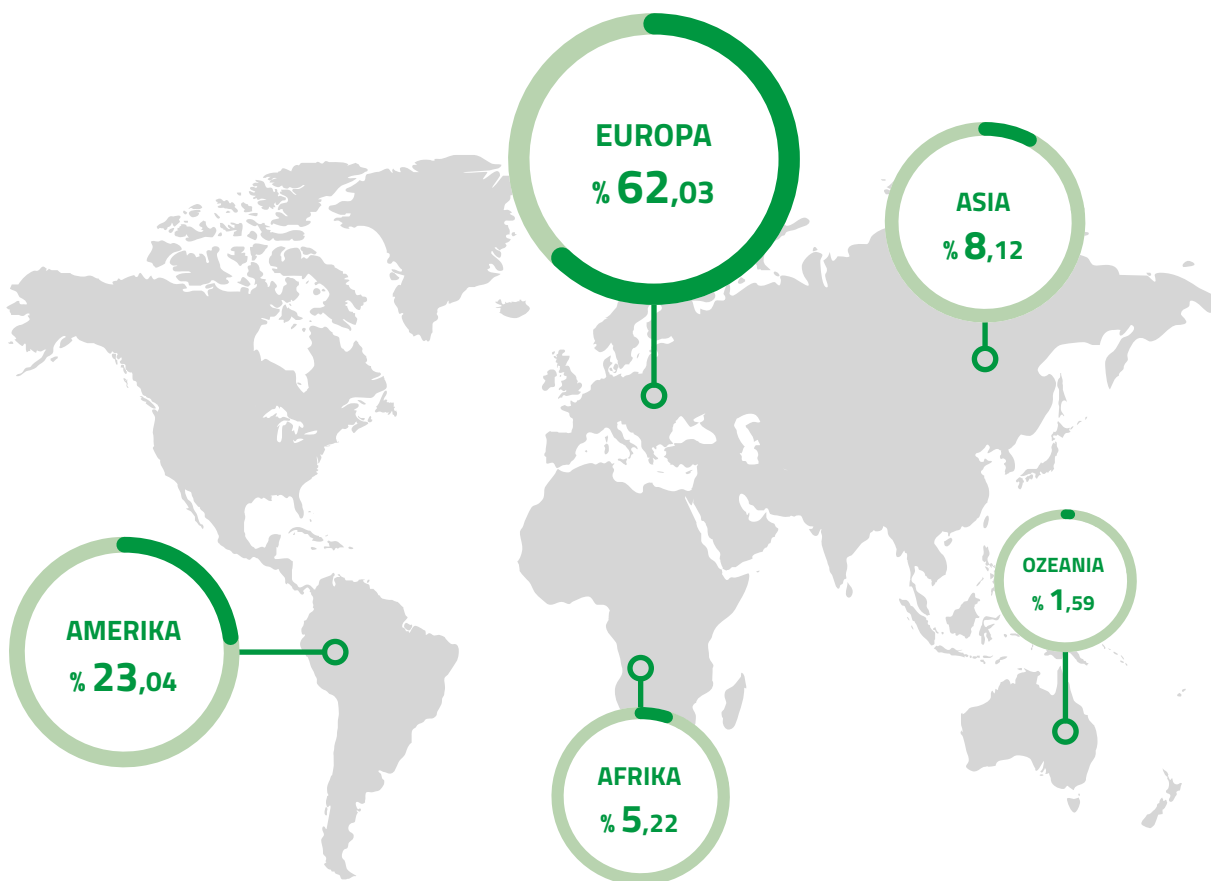 EUROPA
% 62,03
ASIA
% 8,12
OZEANIA
% 1,59
AMERIKA
% 23,04
AFRIKA
% 5,22